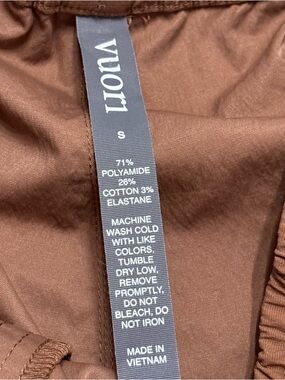 vuori
S
71%
POLYAMIDE
26%
COTTON 3%
ELASTANE
MACHINE
WASH COLD
WITH LIKE
COLORS,
TUMBLE
DRY LOW,
REMOVE
PROMPTLY,
DO NOT
BLEACH, DO
NOT IRON
MADE IN
VIETNAM